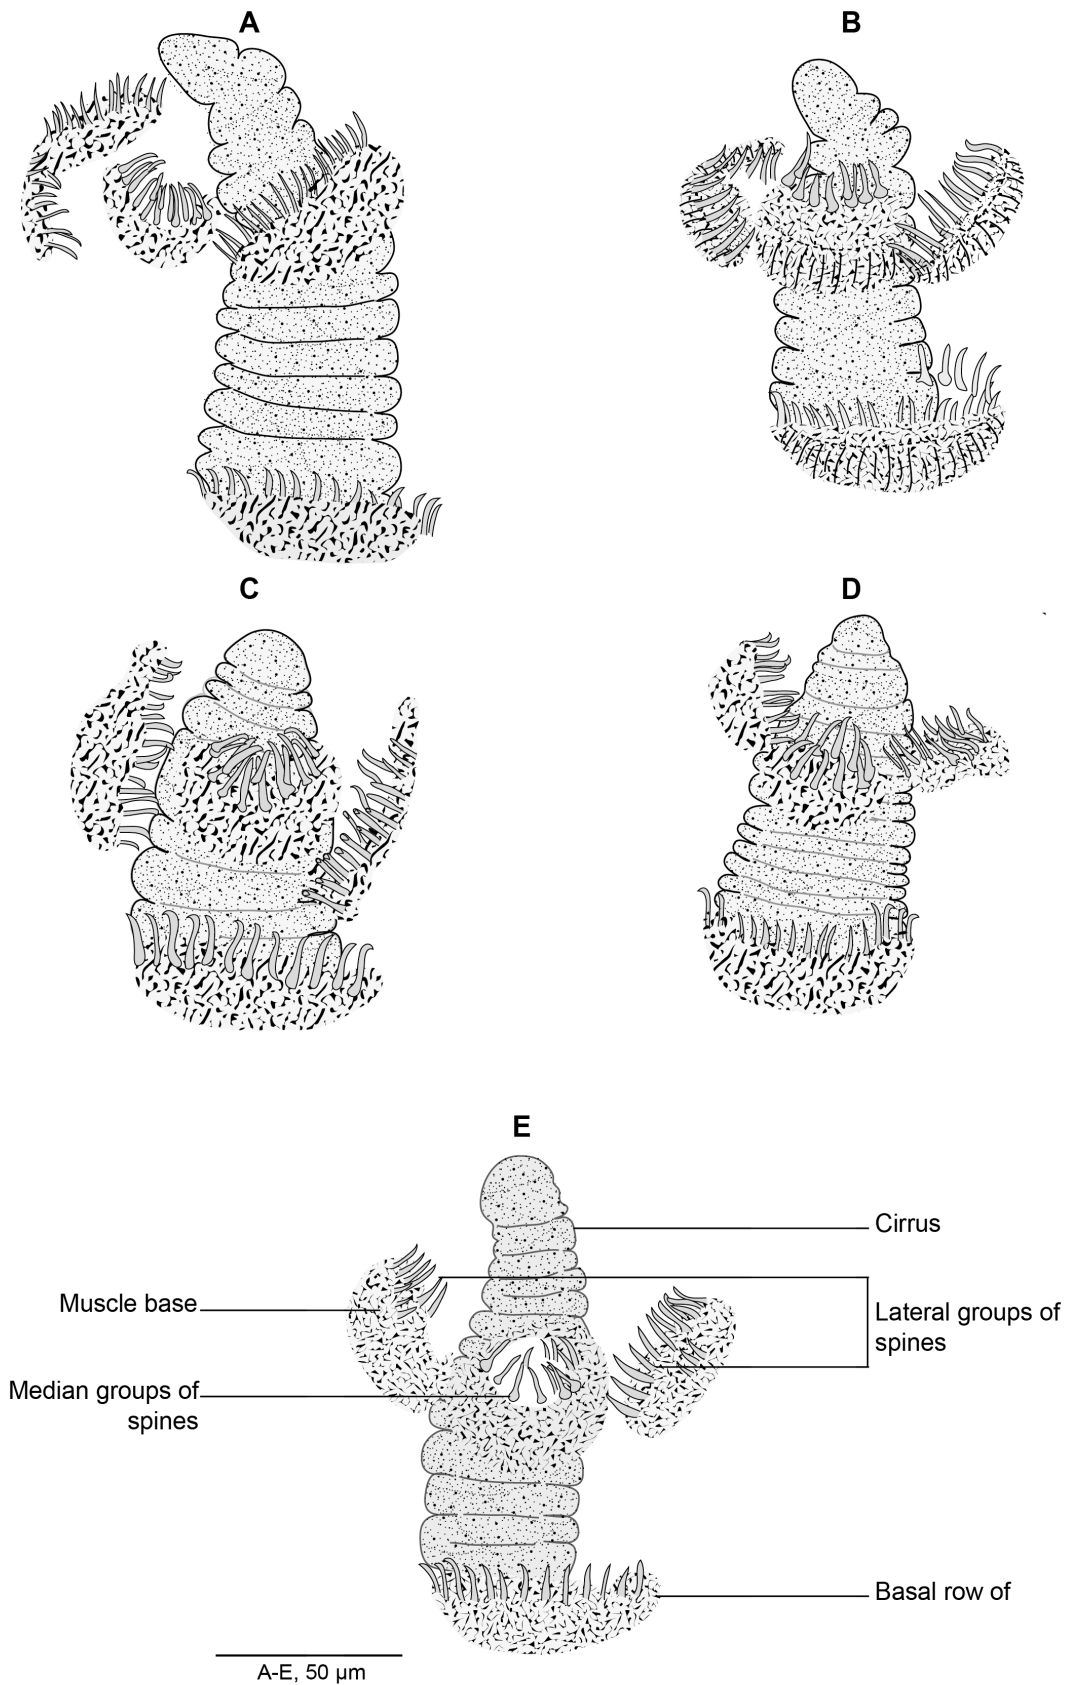 A
B
C
D
E
Cirrus
Muscle base
Lateral groups of
spines
Median groups of
spines
Basal row of
A-E, 50 µm